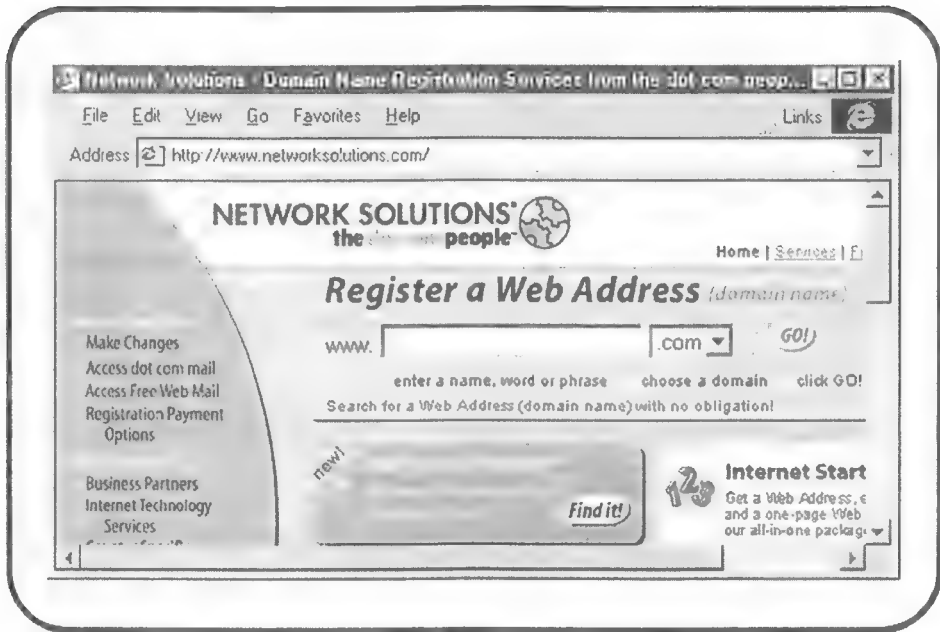 Network Solutions - Domain Name Registration Services from the dot com peop...
File Edit View Go Favorites Help Links
Address http://www.networksolutions.com/
NETWORK SOLUTIONS
the people
Home | Services |
Register a Web Address (domain name)
www. .com GO!
enter a name, word or phrase choose a domain click GO!
Search for a Web Address (domain name) with no obligation!
Make Changes
Access dot com mail
Access Free Web Mail
Registration Payment
Options
Business Partners
Internet Technology
Services
new!
Find it!
123
Internet Start
Get a Web Address, e
and a one-page Web
our all-in-one package